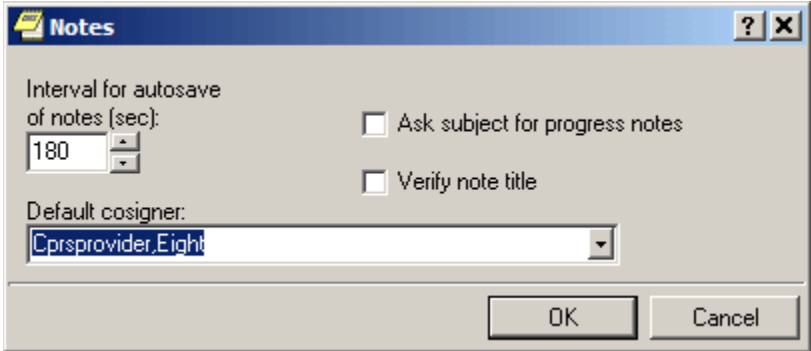 Notes
Interval for autosave
of notes (sec):
180
Ask subject for progress notes
Verify note title
Default cosigner:
Cprsprovider,Eight
OK
Cancel